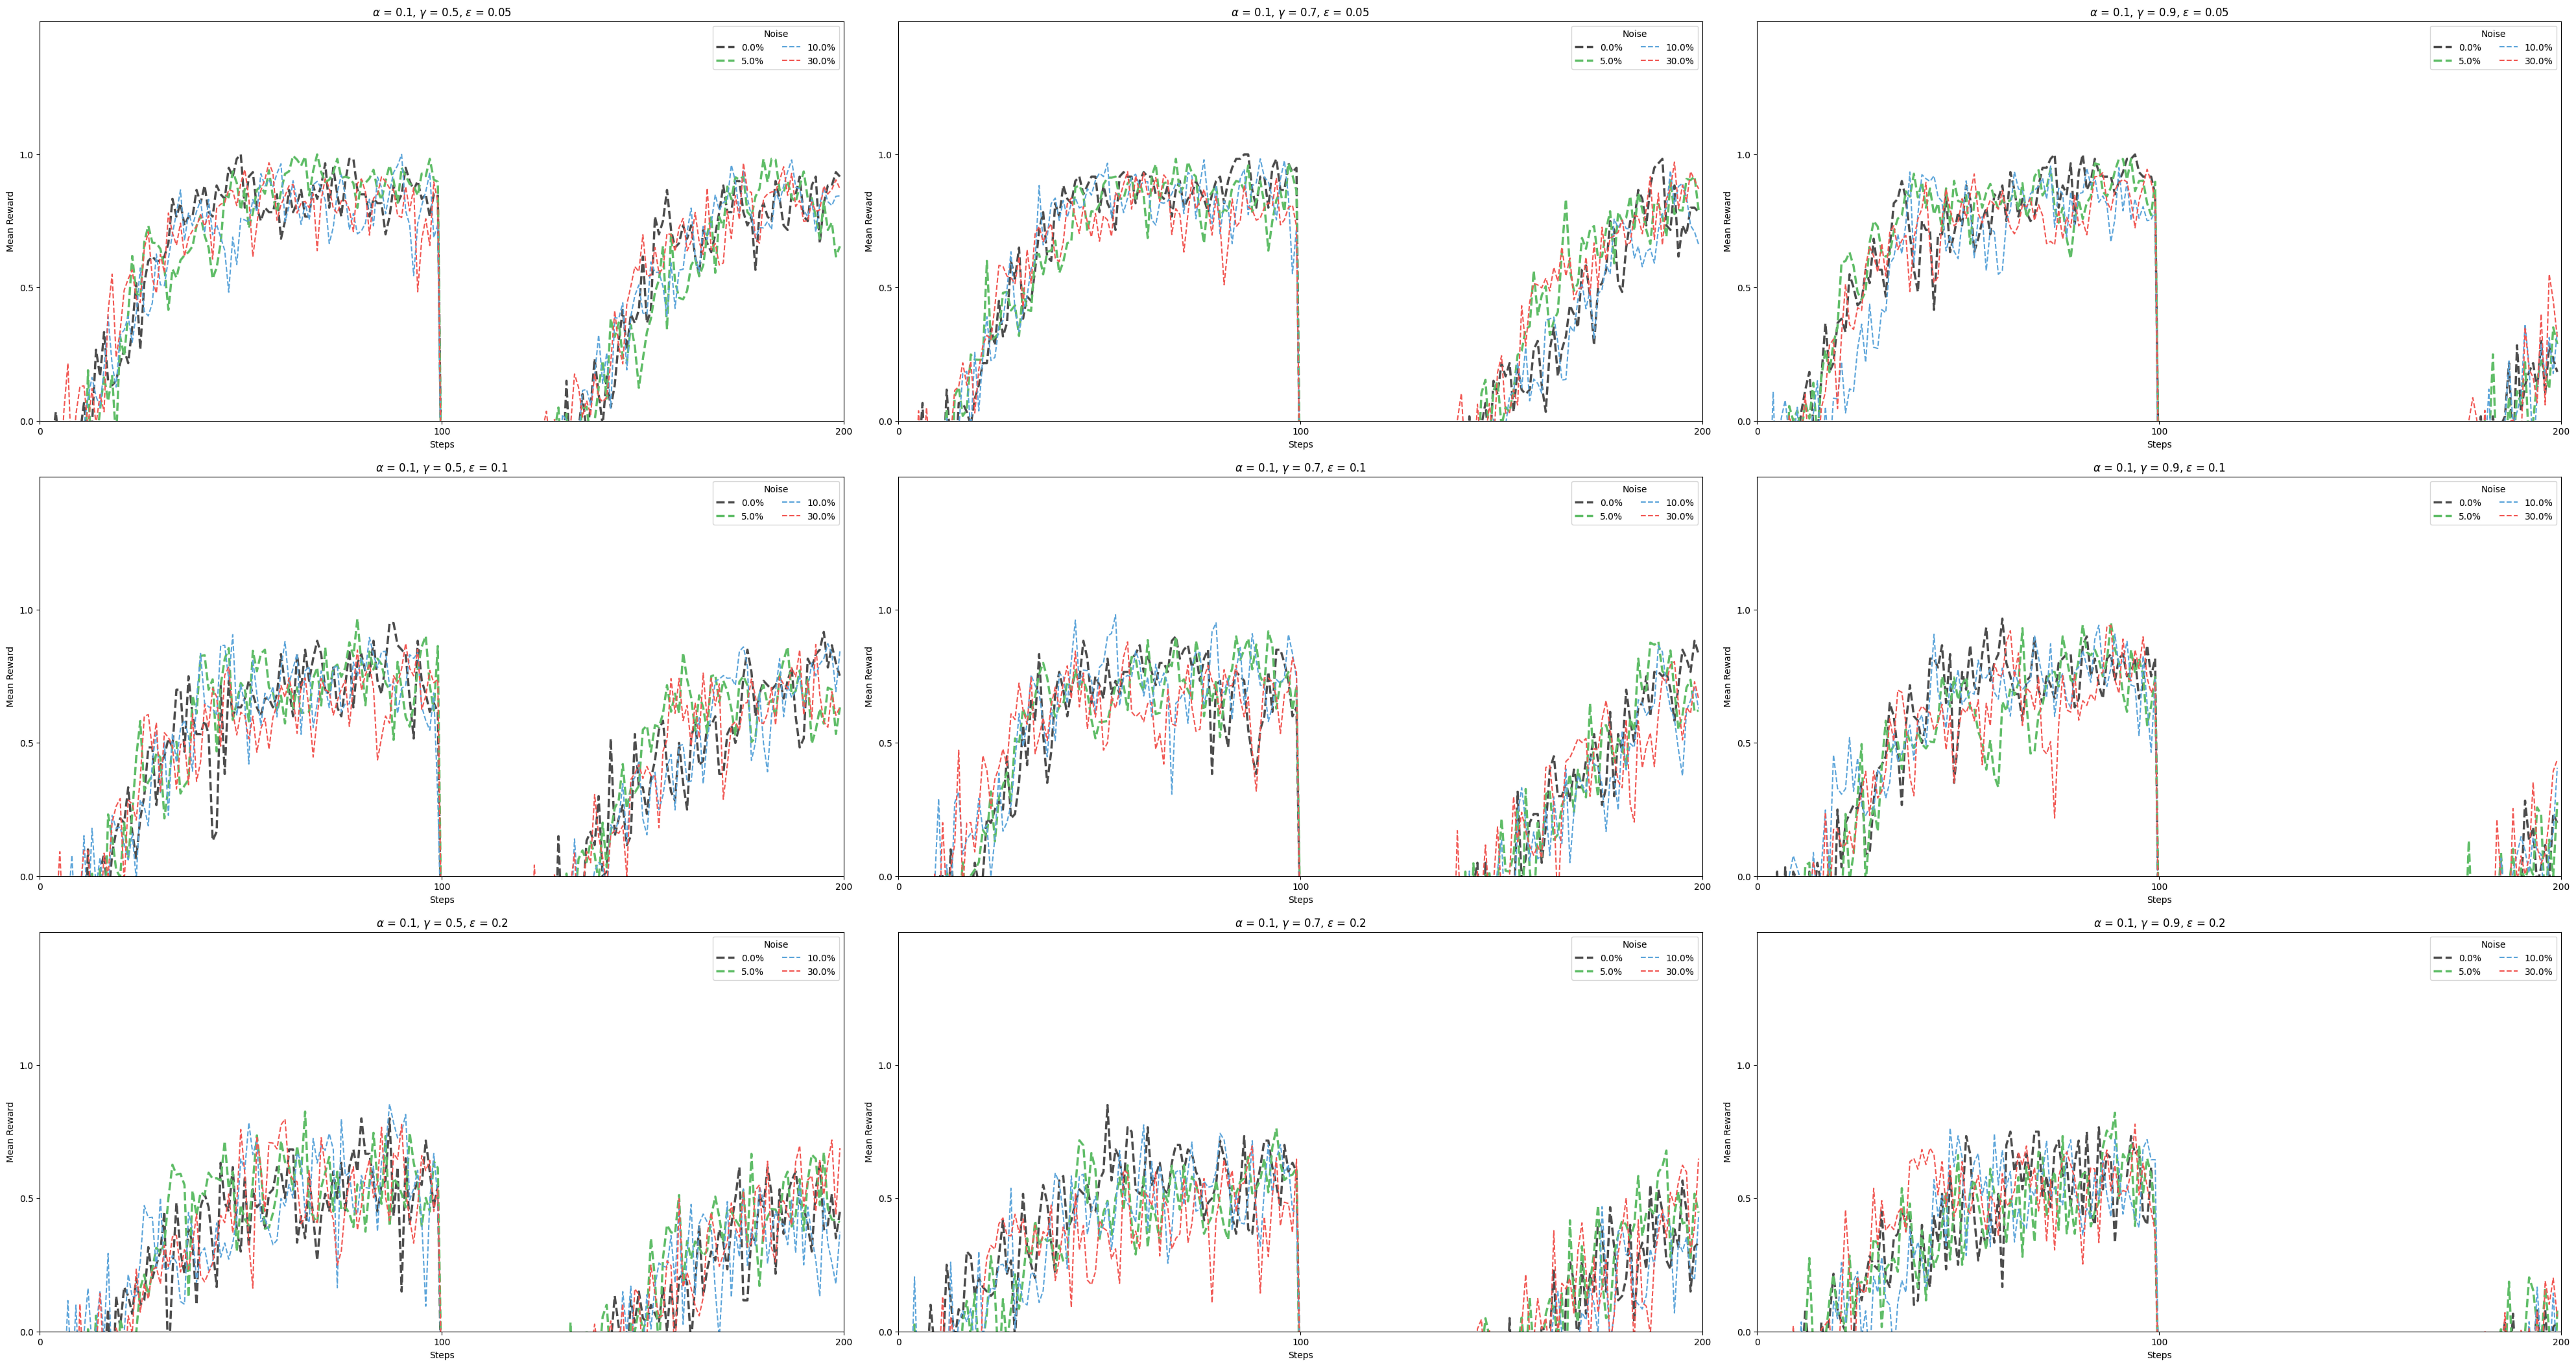 α = 0.1, γ = 0.5, ε = 0.05
Noise
0.0% 10.0%
5.0% 30.0%
1.0
0.5
0.0
Mean Reward
0 100 200
Steps
α = 0.1, γ = 0.7, ε = 0.05
Noise
0.0% 10.0%
5.0% 30.0%
1.0
0.5
0.0
Mean Reward
0 100 200
Steps
α = 0.1, γ = 0.9, ε = 0.05
Noise
0.0% 10.0%
5.0% 30.0%
1.0
0.5
0.0
Mean Reward
0 100 200
Steps
α = 0.1, γ = 0.5, ε = 0.1
Noise
0.0% 10.0%
5.0% 30.0%
1.0
0.5
0.0
Mean Reward
0 100 200
Steps
α = 0.1, γ = 0.7, ε = 0.1
Noise
0.0% 10.0%
5.0% 30.0%
1.0
0.5
0.0
Mean Reward
0 100 200
Steps
α = 0.1, γ = 0.9, ε = 0.1
Noise
0.0% 10.0%
5.0% 30.0%
1.0
0.5
0.0
Mean Reward
0 100 200
Steps
α = 0.1, γ = 0.5, ε = 0.2
Noise
0.0% 10.0%
5.0% 30.0%
1.0
0.5
0.0
Mean Reward
0 100 200
Steps
α = 0.1, γ = 0.7, ε = 0.2
Noise
0.0% 10.0%
5.0% 30.0%
1.0
0.5
0.0
Mean Reward
0 100 200
Steps
α = 0.1, γ = 0.9, ε = 0.2
Noise
0.0% 10.0%
5.0% 30.0%
1.0
0.5
0.0
Mean Reward
0 100 200
Steps